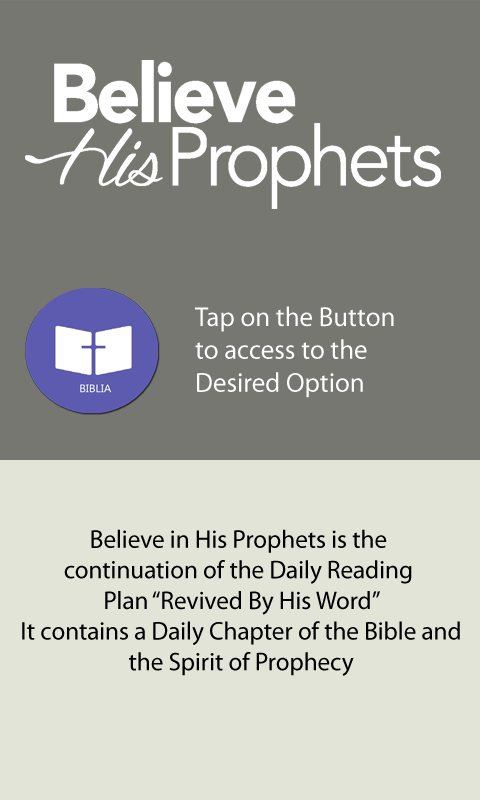 Believe
His Prophets
BIBLIA
Tap on the Button
to access to the
Desired Option
Believe in His Prophets is the
continuation of the Daily Reading
Plan “Revived By His Word”
It contains a Daily Chapter of the Bible and
the Spirit of Prophecy